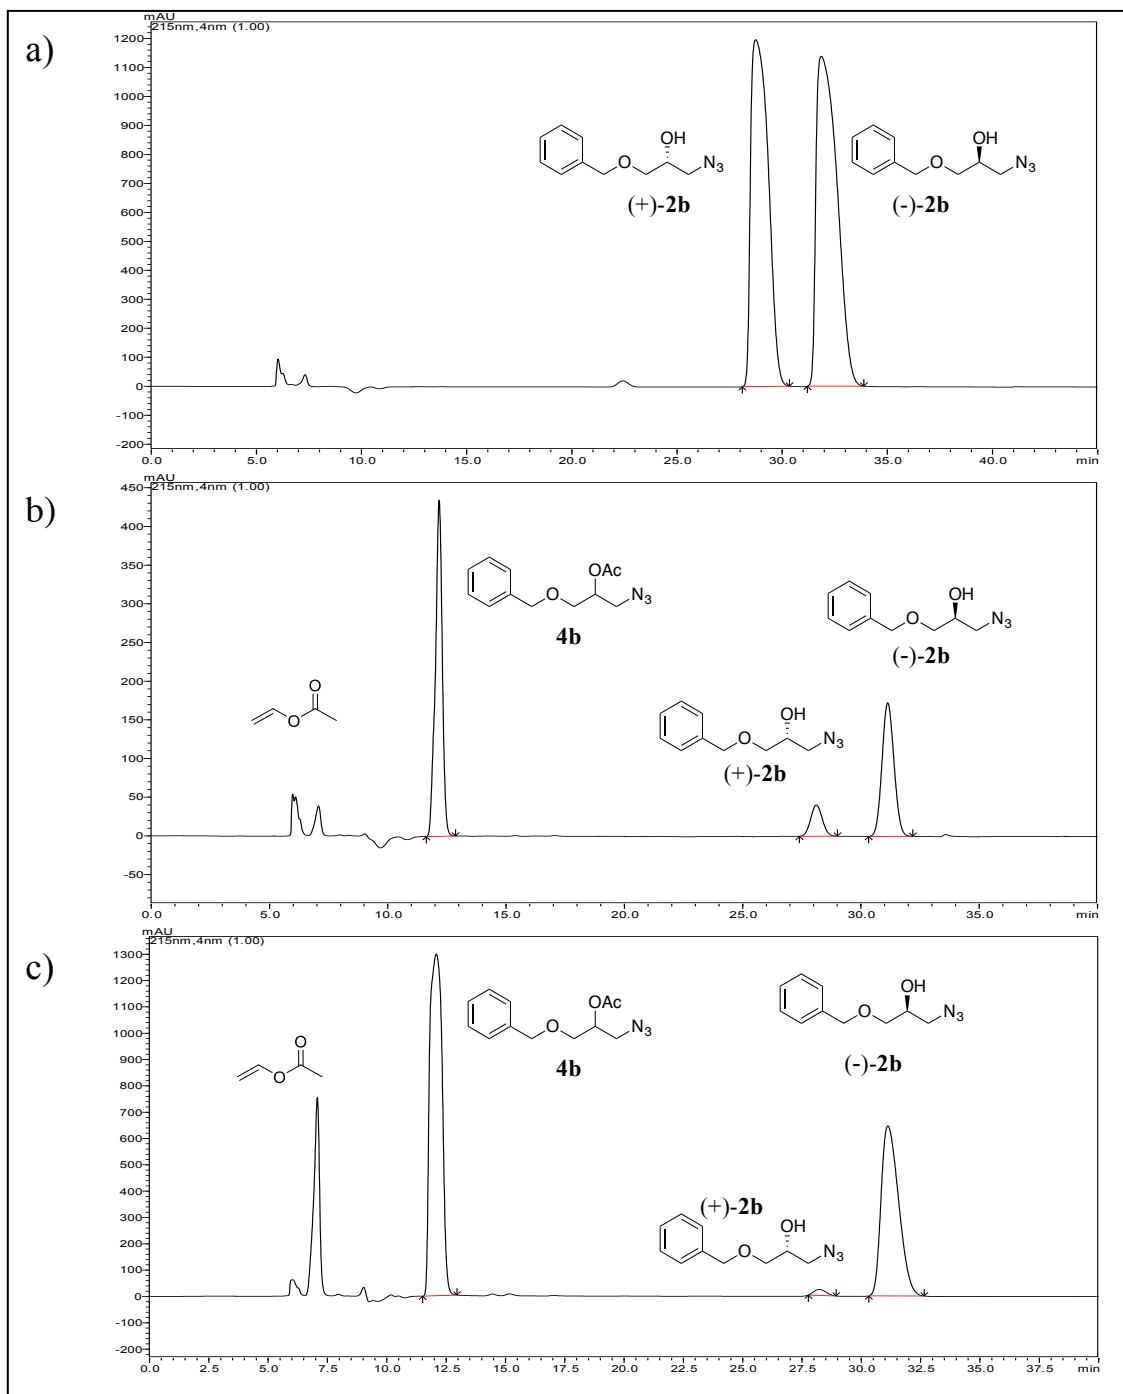 a)
mAU
215nm,4nm (1.00)
1200
1100
1000
900
800
700
600
500
400
300
200
100
0
-100
-200
OH
O
N3
(+)-2b
OH
O
N3
(-)-2b
0.0 5.0 10.0 15.0 20.0 25.0 30.0 35.0 40.0 min
b)
mAU
215nm,4nm (1.00)
450
400
350
300
250
200
150
100
50
0
-50
O
O
OAc
O
N3
4b
OH
O
N3
(+)-2b
OH
O
N3
(-)-2b
0.0 5.0 10.0 15.0 20.0 25.0 30.0 35.0 min
c)
mAU
215nm,4nm (1.00)
1300
1200
1100
1000
900
800
700
600
500
400
300
200
100
0
-100
-200
O
O
OAc
O
N3
4b
(+)-2b
OH
O
N3
OH
O
N3
(-)-2b
0.0 2.5 5.0 7.5 10.0 12.5 15.0 17.5 20.0 22.5 25.0 27.5 30.0 32.5 35.0 37.5 min